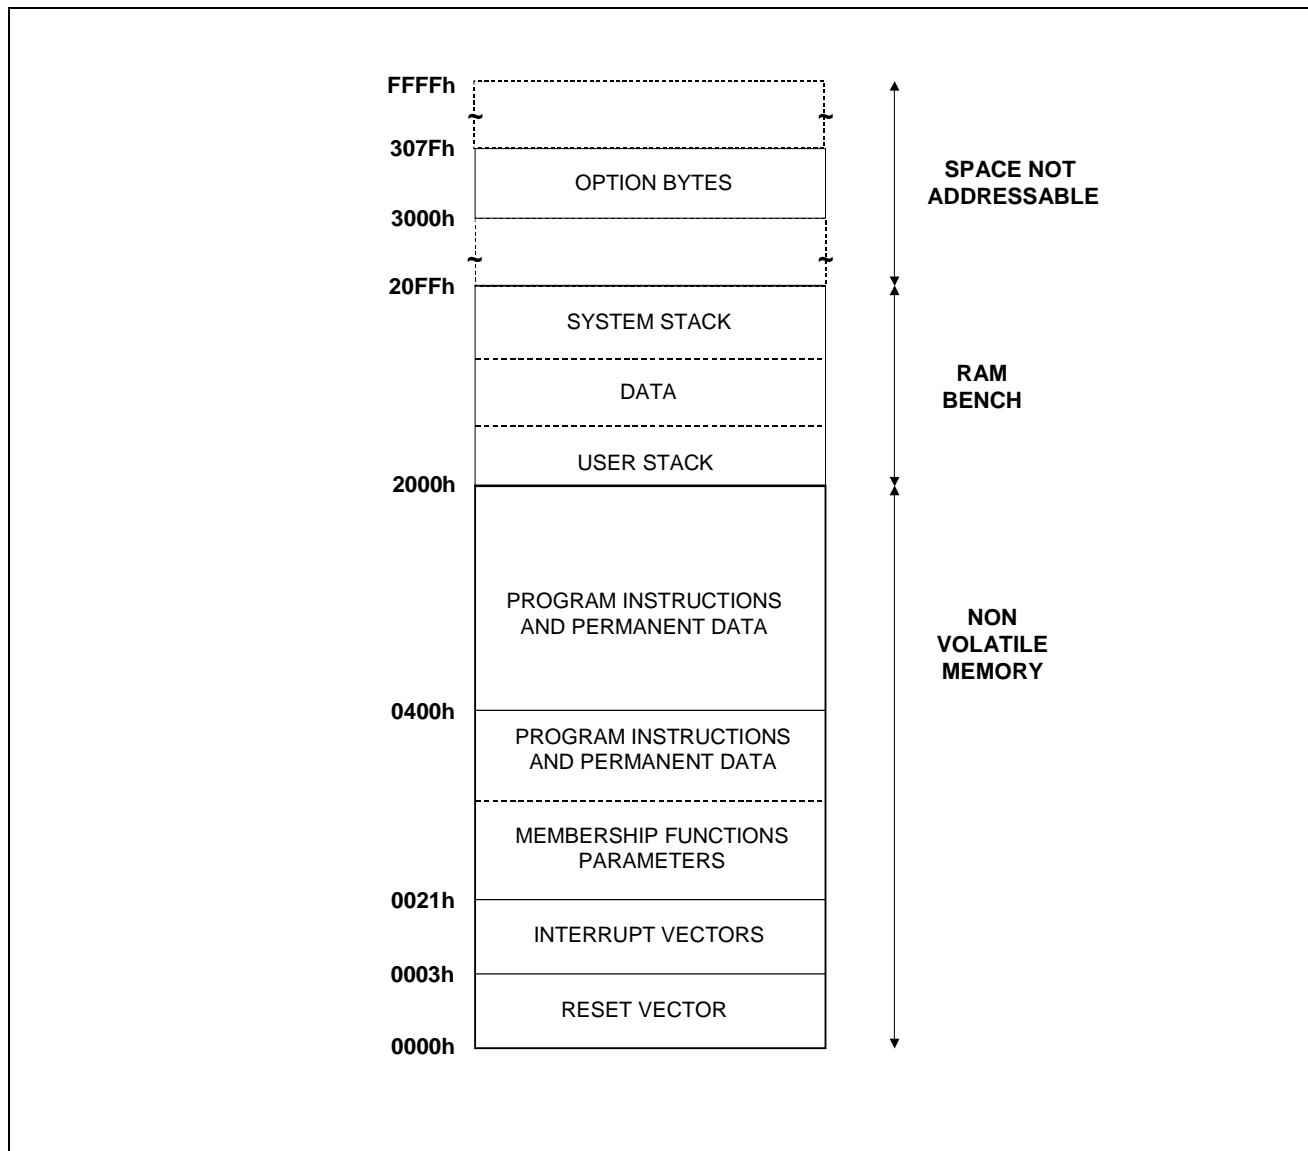 FFFFh
~ ~
307Fh
OPTION BYTES
SPACE NOT
ADDRESSABLE
3000h
~ ~
20FFh
SYSTEM STACK
DATA
RAM
BENCH
USER STACK
2000h
PROGRAM INSTRUCTIONS
AND PERMANENT DATA
NON
VOLATILE
MEMORY
0400h
PROGRAM INSTRUCTIONS
AND PERMANENT DATA
MEMBERSHIP FUNCTIONS
PARAMETERS
0021h
INTERRUPT VECTORS
0003h
RESET VECTOR
0000h